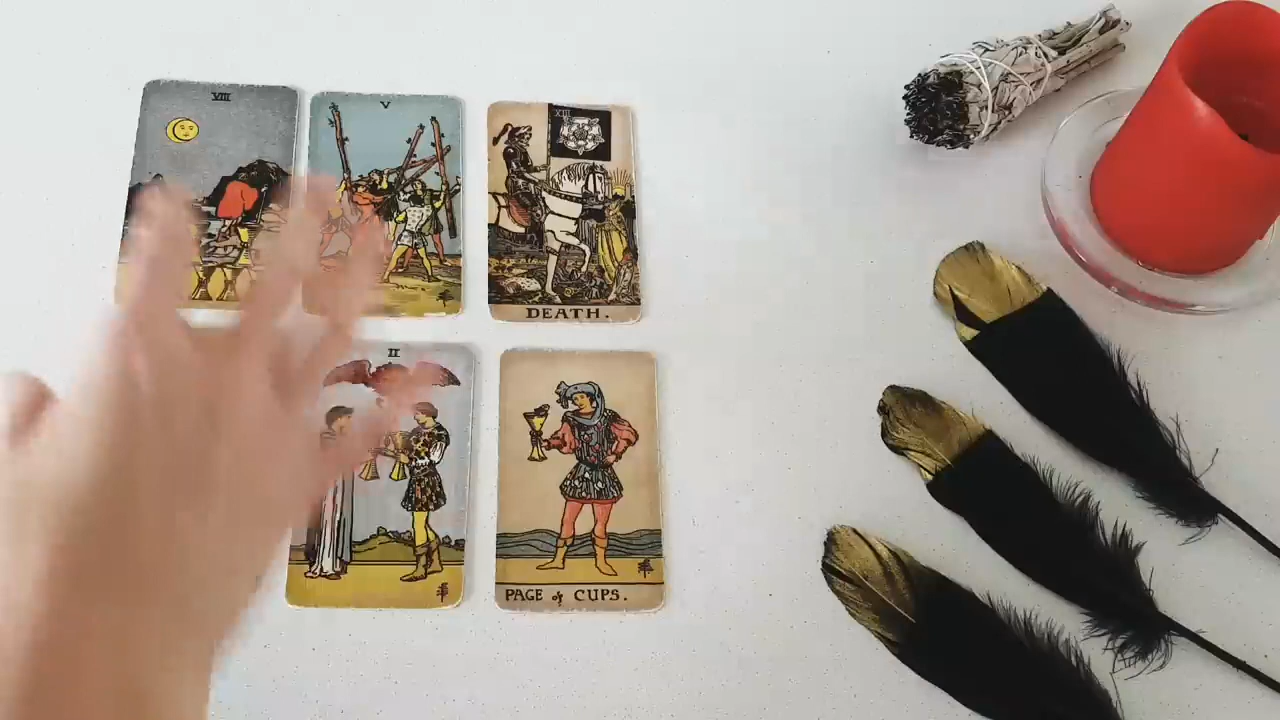 VIII
V
XIII
DEATH.
II
PAGE of CUPS.